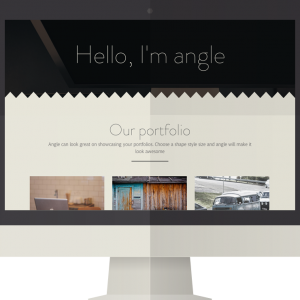 Hello, I'm angle
Our portfolio
Angle can look great on showcasing your portfolios. Choose a shape style size and angle will make it
look awesome